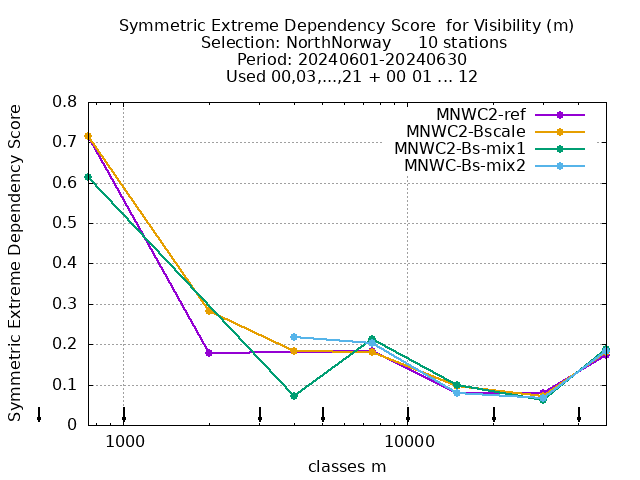 Symmetric Extreme Dependency Score  for Visibility (m)
Selection: NorthNorway     10 stations
Period: 20240601-20240630
Used 00,03,...,21 + 00 01 ... 12
Symmetric Extreme Dependency Score
0.8
0.7
0.6
0.5
0.4
0.3
0.2
0.1
0
MNWC2-ref
MNWC2-Bscale
MNWC2-Bs-mix1
MNWC-Bs-mix2
1000
10000
classes m